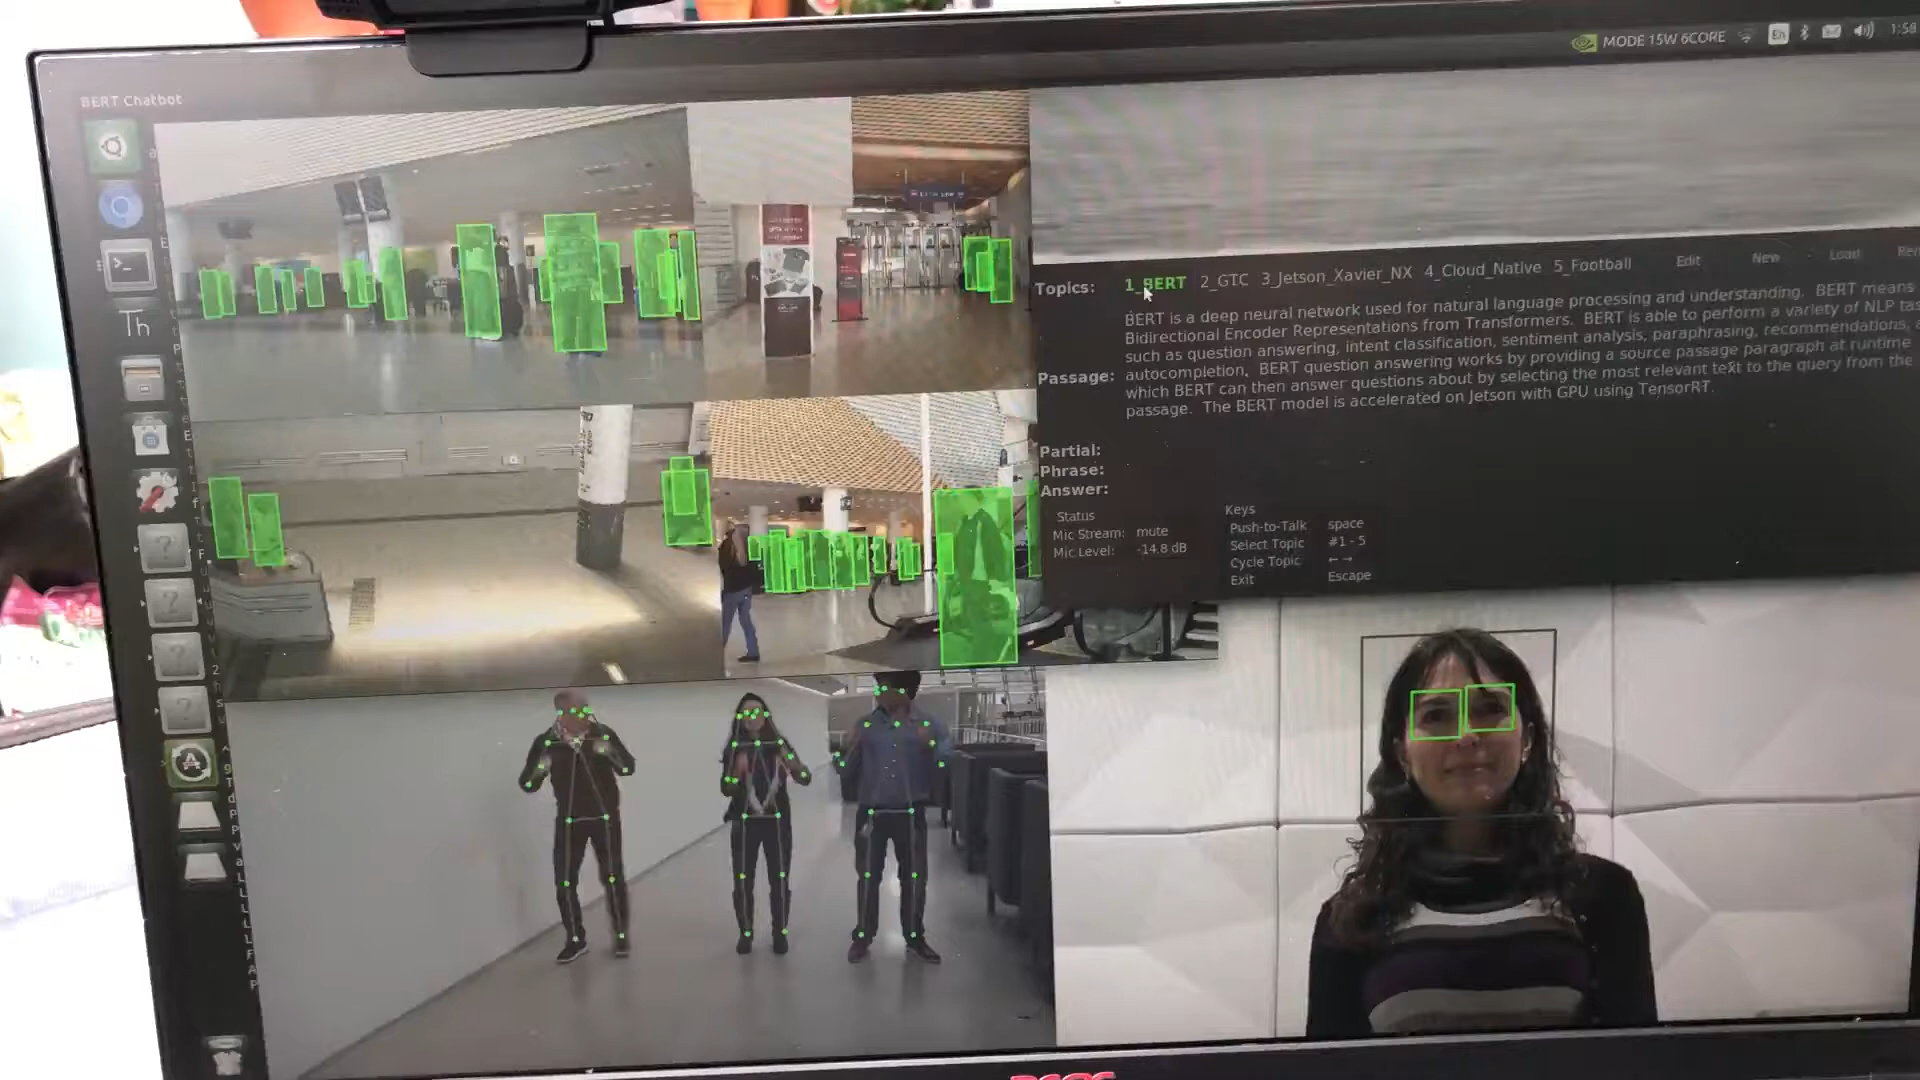 MODE 15W 6CORE
En
1:58
BERT Chatbot
Topics: 1_BERT 2_GTC 3_Jetson_Xavier_NX 4_Cloud_Native 5_Football Edit New Load
Passage: BERT is a deep neural network used for natural language processing and understanding. BERT means
Bidirectional Encoder Representations from Transformers. BERT is able to perform a variety of NLP
such as question answering, intent classification, sentiment analysis, paraphrasing, recommendations,
autocompletion. BERT question answering works by providing a source passage paragraph at runtime
which BERT can then answer questions about by selecting the most relevant text to the query from the
passage. The BERT model is accelerated on Jetson with GPU using TensorRT.
Partial:
Phrase:
Answer:
Status
Mic Stream: mute
Mic Level: -14.8 dB
Keys
Push-to-Talk space
Select Topic #1 - 5
Cycle Topic ← →
Exit Escape
Th